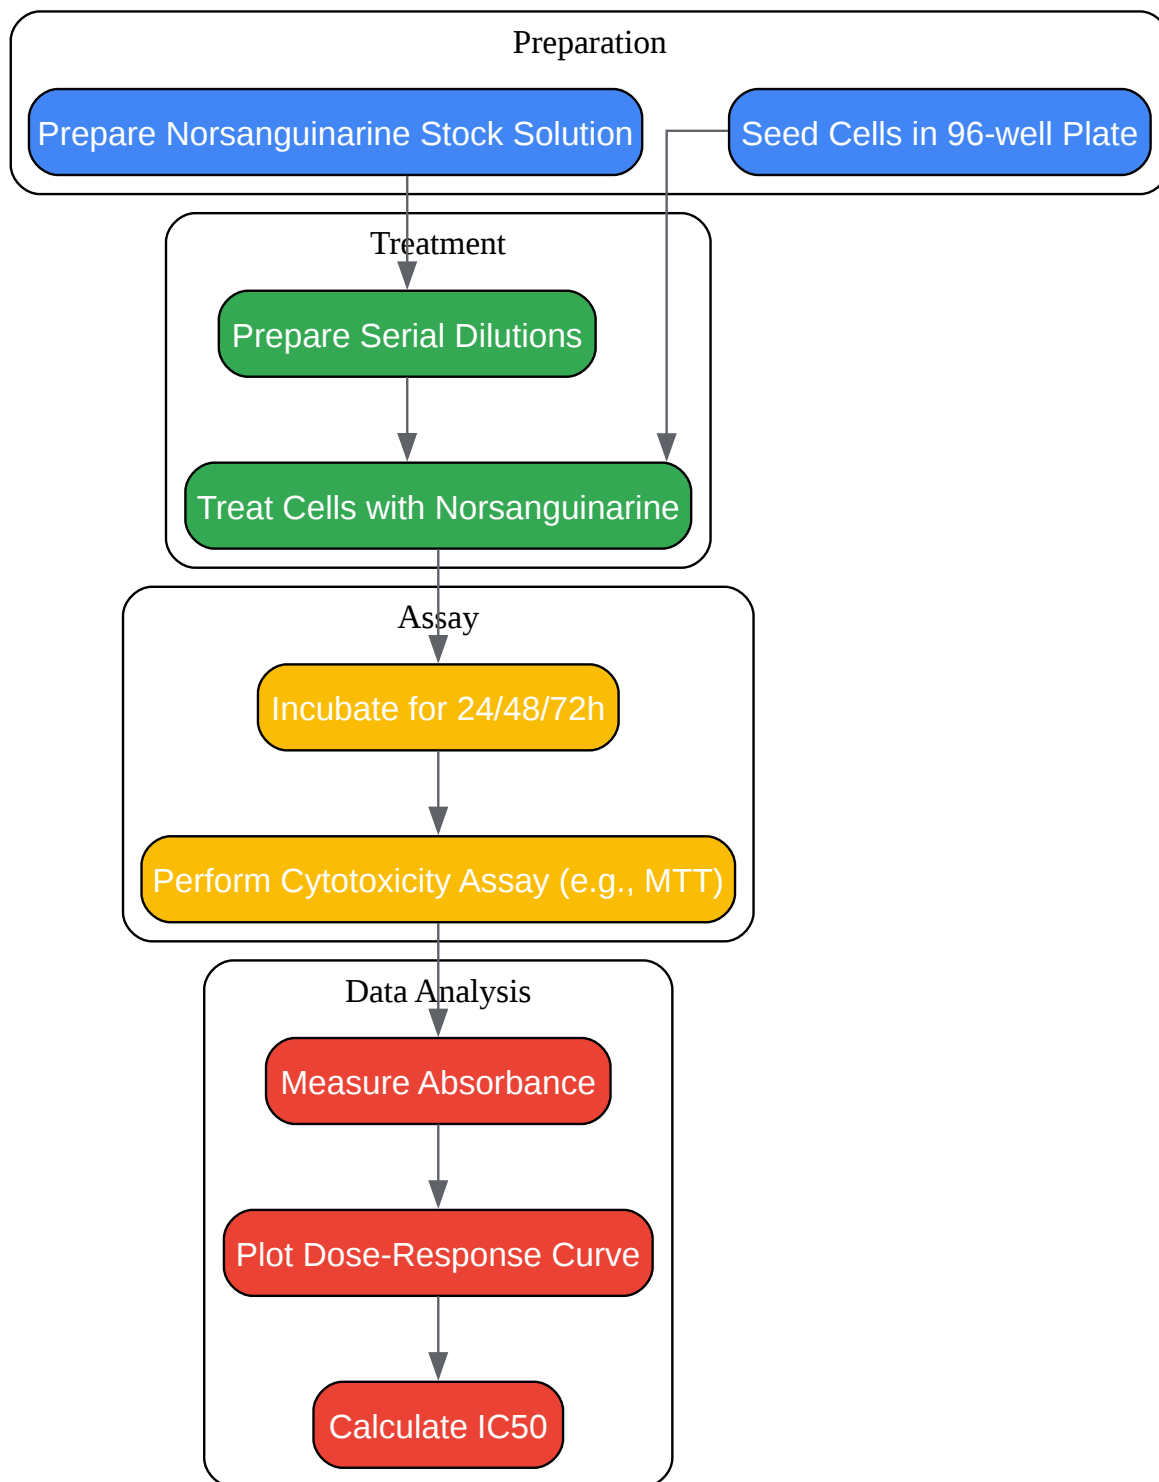 Preparation
Prepare Norsanguinarine Stock Solution
Seed Cells in 96-well Plate
Treatment
Prepare Serial Dilutions
Treat Cells with Norsanguinarine
Assay
Incubate for 24/48/72h
Perform Cytotoxicity Assay (e.g., MTT)
Data Analysis
Measure Absorbance
Plot Dose-Response Curve
Calculate IC50